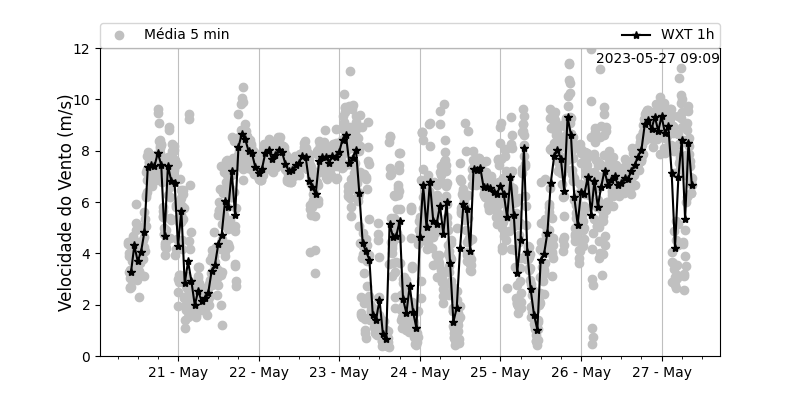 Média 5 min
WXT 1h
2023-05-27 09:09
Velocidade do Vento (m/s)
12
10
8
6
4
2
0
21 - May
22 - May
23 - May
24 - May
25 - May
26 - May
27 - May